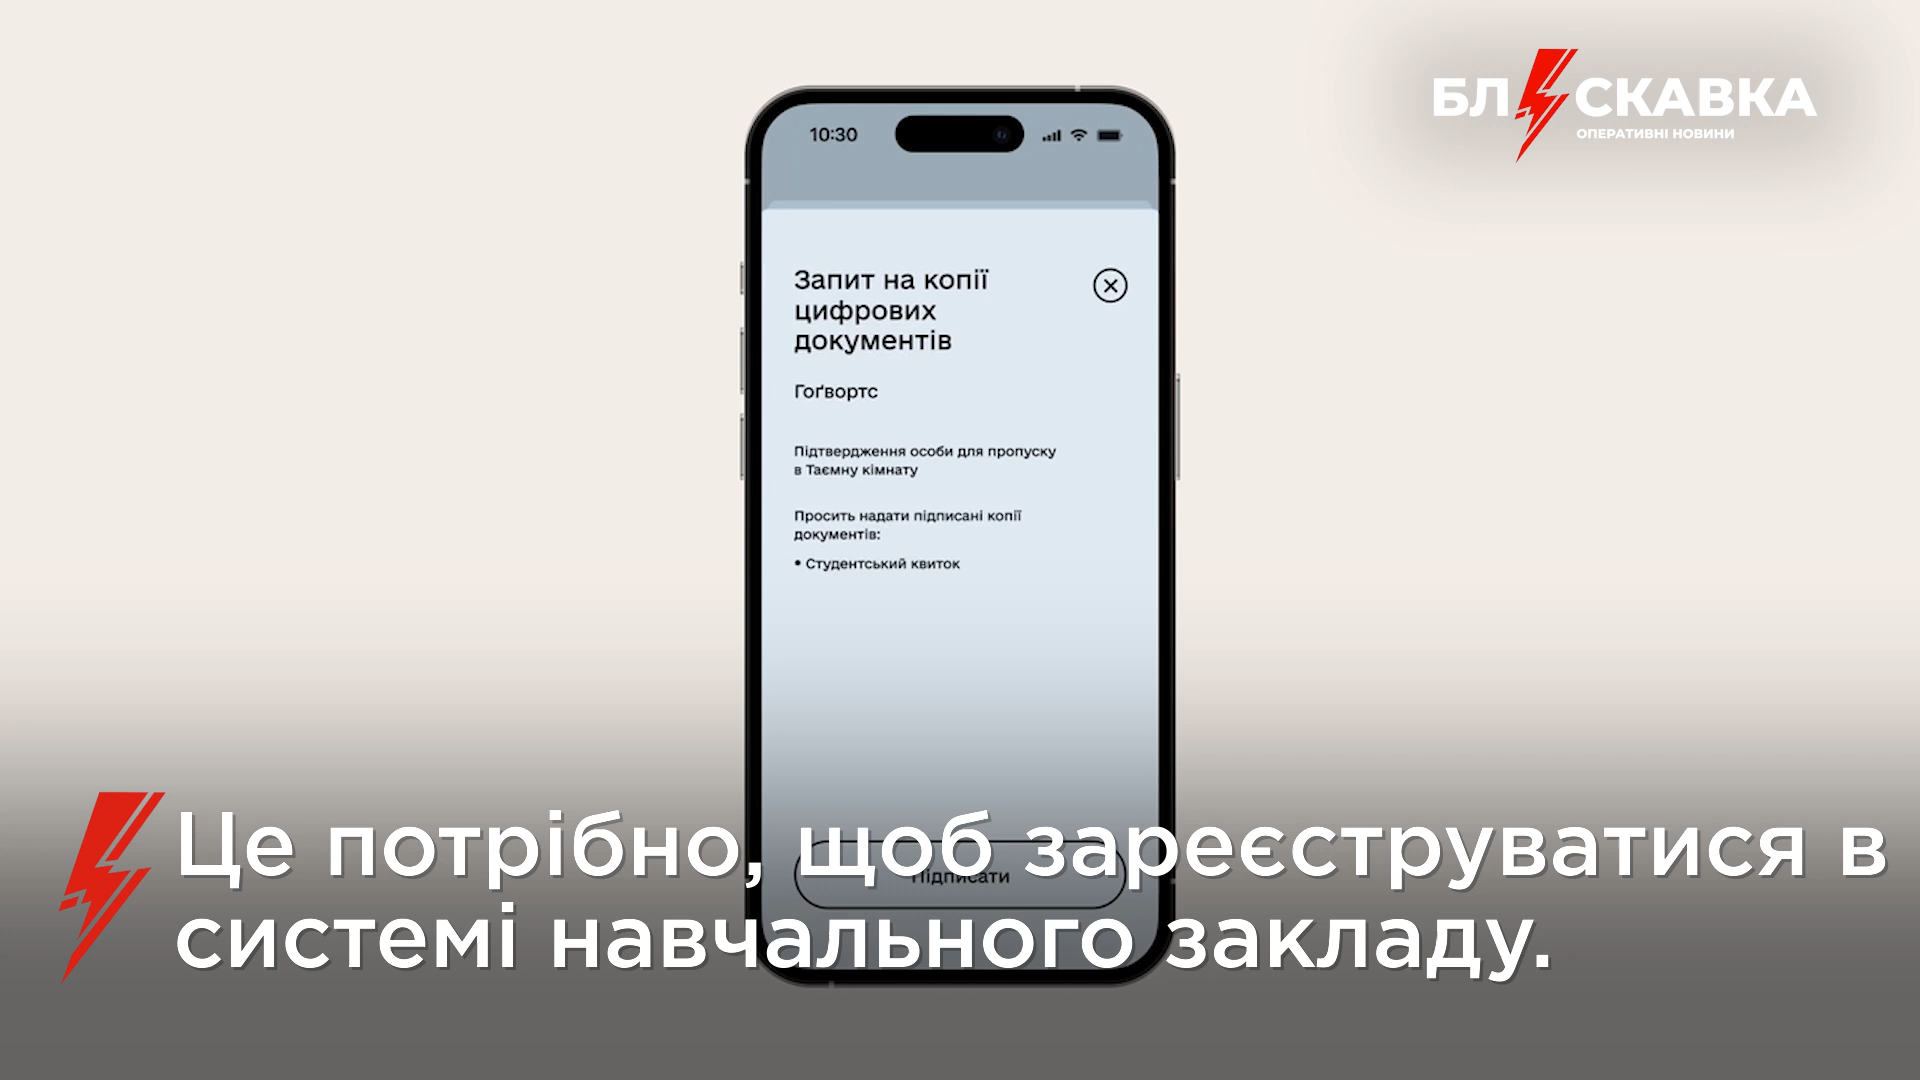 БЛИСКАВКА
ОПЕРАТИВНІ НОВИНИ
10:30
Запит на копії
цифрових
документів
Гоґвортс
Підтвердження особи для пропуску
в Таємну кімнату
Просить надати підписані копії
документів:
• Студентський квиток
Підписати
Це потрібно, щоб зареєструватися в
системі навчального закладу.